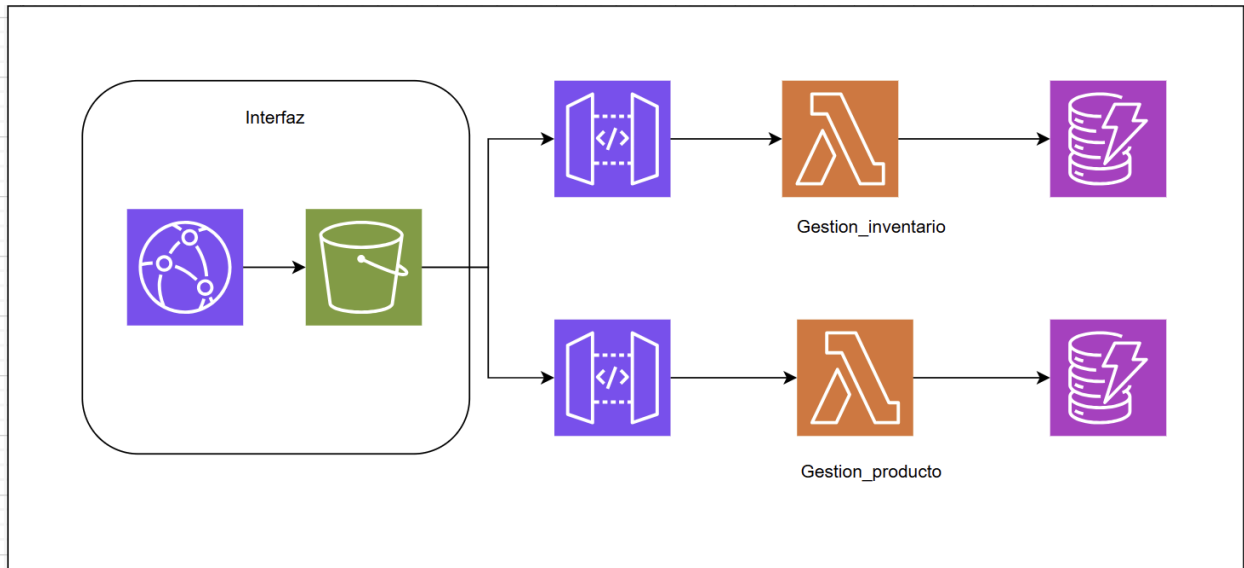 Interfaz
</>
Gestion_inventario
</>
Gestion_producto